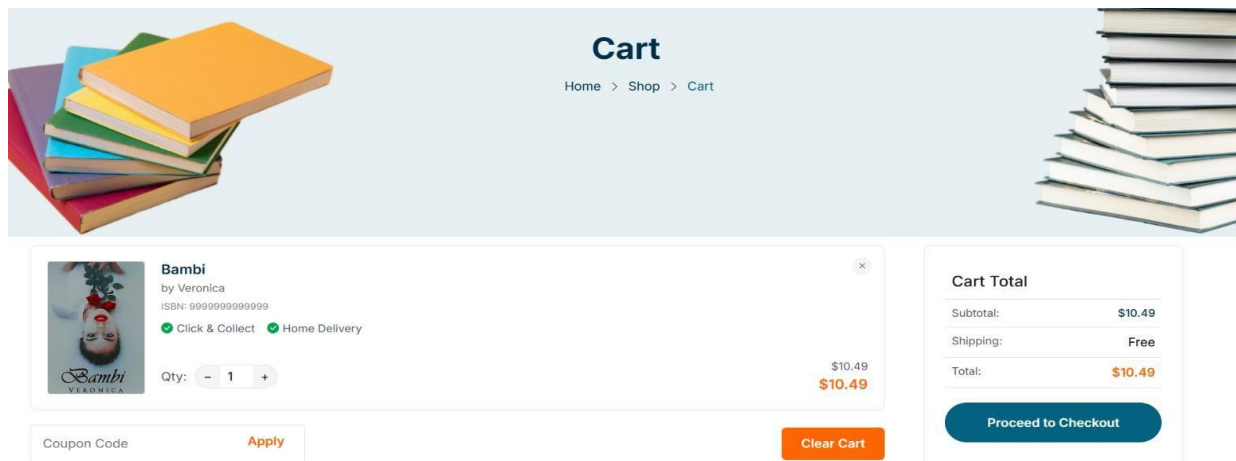 Cart
Home > Shop > Cart
Bambi
by Veronica
ISBN: 9999999999999
Click & Collect Home Delivery
Qty: - 1 +
$10.49
$10.49
Bambi
VERONICA
Coupon Code Apply
Clear Cart
Cart Total
Subtotal: $10.49
Shipping: Free
Total: $10.49
Proceed to Checkout